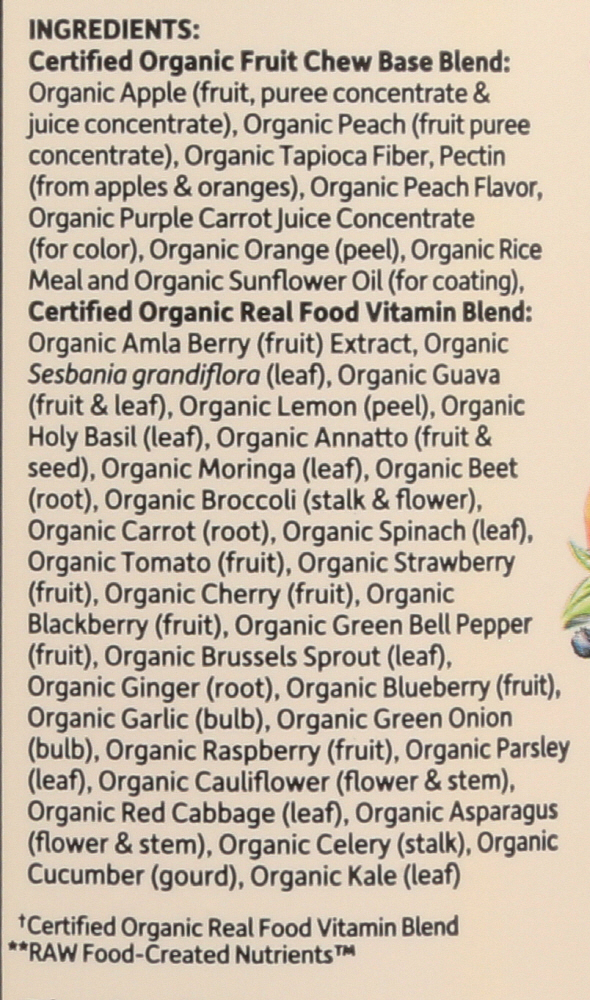 INGREDIENTS:
Certified Organic Fruit Chew Base Blend:
Organic Apple (fruit, puree concentrate &
juice concentrate), Organic Peach (fruit puree
concentrate), Organic Tapioca Fiber, Pectin
(from apples & oranges), Organic Peach Flavor,
Organic Purple Carrot Juice Concentrate
(for color), Organic Orange (peel), Organic Rice
Meal and Organic Sunflower Oil (for coating),
Certified Organic Real Food Vitamin Blend:
Organic Amla Berry (fruit) Extract, Organic
Sesbania grandiflora (leaf), Organic Guava
(fruit & leaf), Organic Lemon (peel), Organic
Holy Basil (leaf), Organic Annatto (fruit &
seed), Organic Moringa (leaf), Organic Beet
(root), Organic Broccoli (stalk & flower),
Organic Carrot (root), Organic Spinach (leaf),
Organic Tomato (fruit), Organic Strawberry
(fruit), Organic Cherry (fruit), Organic
Blackberry (fruit), Organic Green Bell Pepper
(fruit), Organic Brussels Sprout (leaf),
Organic Ginger (root), Organic Blueberry (fruit),
Organic Garlic (bulb), Organic Green Onion
(bulb), Organic Raspberry (fruit), Organic Parsley
(leaf), Organic Cauliflower (flower & stem),
Organic Red Cabbage (leaf), Organic Asparagus
(flower & stem), Organic Celery (stalk), Organic
Cucumber (gourd), Organic Kale (leaf)
†Certified Organic Real Food Vitamin Blend
**RAW Food-Created Nutrients™